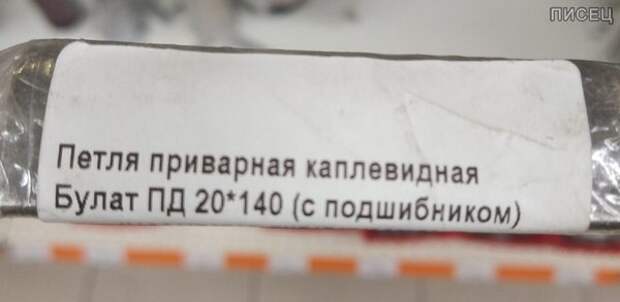 ПИСЕЦ
Петля приварная каплевидная
Булат ПД 20*140 (с подшибником)